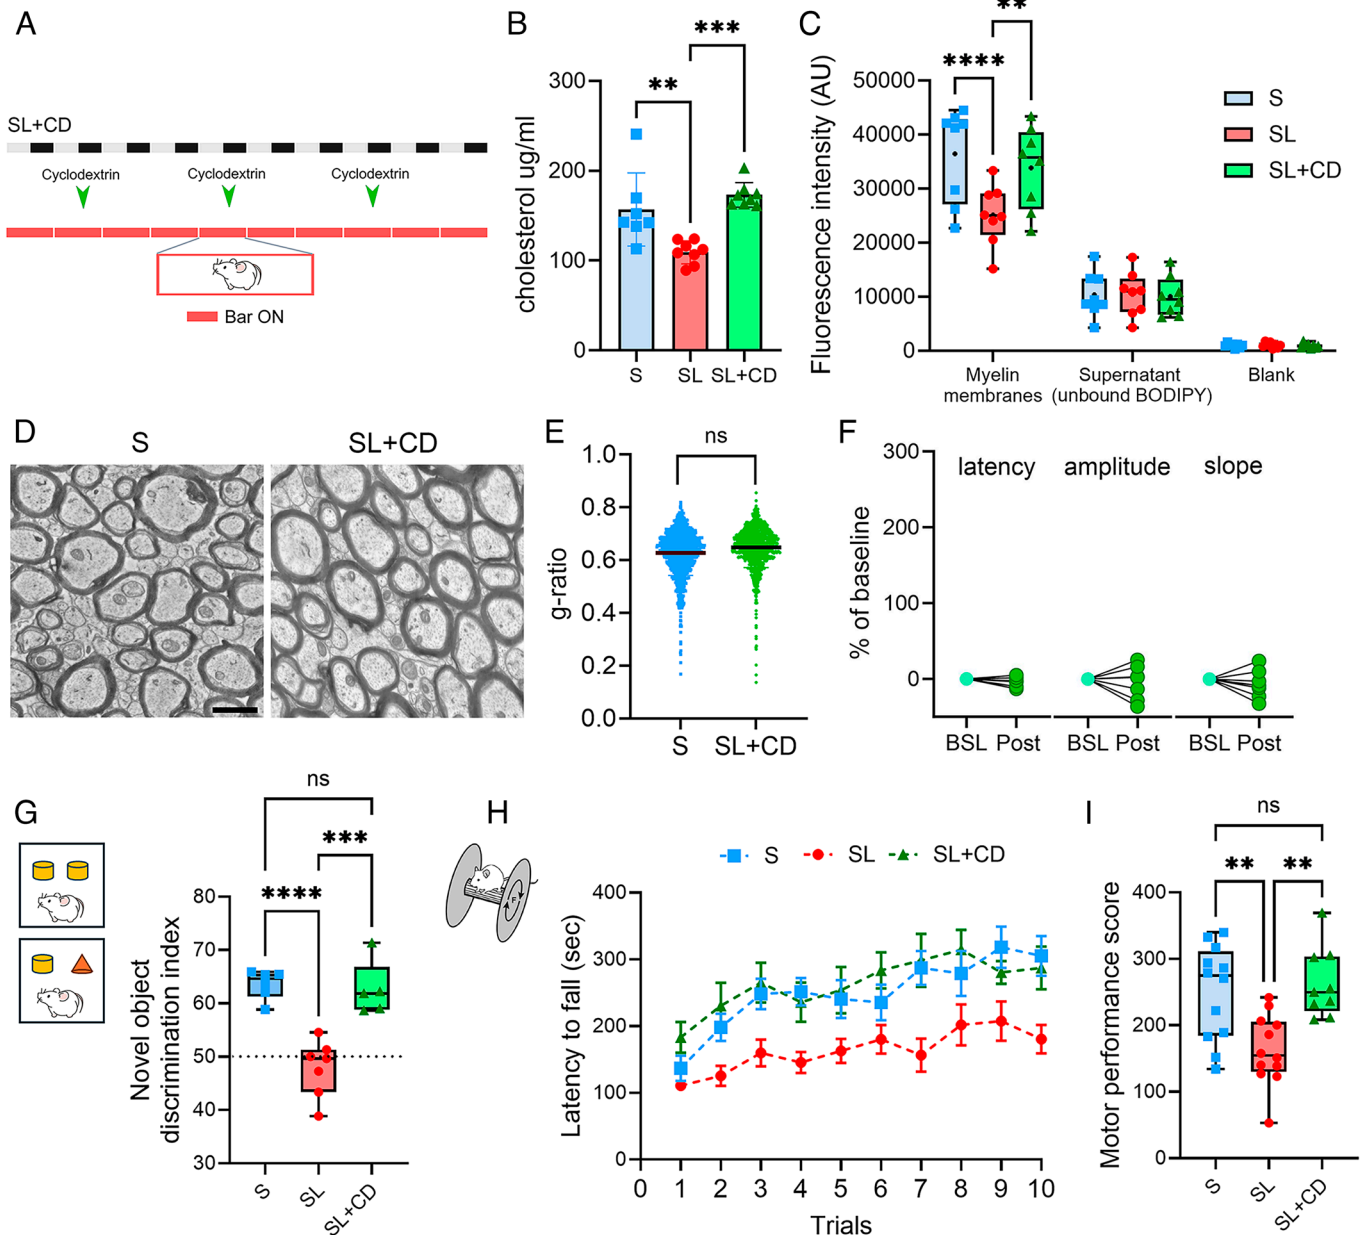 A
SL+CD
Cyclodextrin
Cyclodextrin
Cyclodextrin
Bar ON
B
***
**
cholesterol ug/ml
300
200
100
0
S
SL
SL+CD
C
**
****
Fluorescence intensity (AU)
50000
40000
30000
20000
10000
0
Myelin
membranes
Supernatant
(unbound BODIPY)
Blank
S
SL
SL+CD
D
S
SL+CD
E
ns
g-ratio
1.0
0.8
0.6
0.4
0.2
0.0
S
SL+CD
F
% of baseline
300
200
100
0
latency
amplitude
slope
BSL Post
BSL Post
BSL Post
G
ns
***
****
Novel object
discrimination index
80
70
60
50
40
30
S
SL
SL+CD
H
F
S
SL
SL+CD
Latency to fall (sec)
400
300
200
100
0
0 1 2 3 4 5 6 7 8 9 10
Trials
I
ns
**
**
Motor performance score
400
300
200
100
0
S
SL
SL+CD